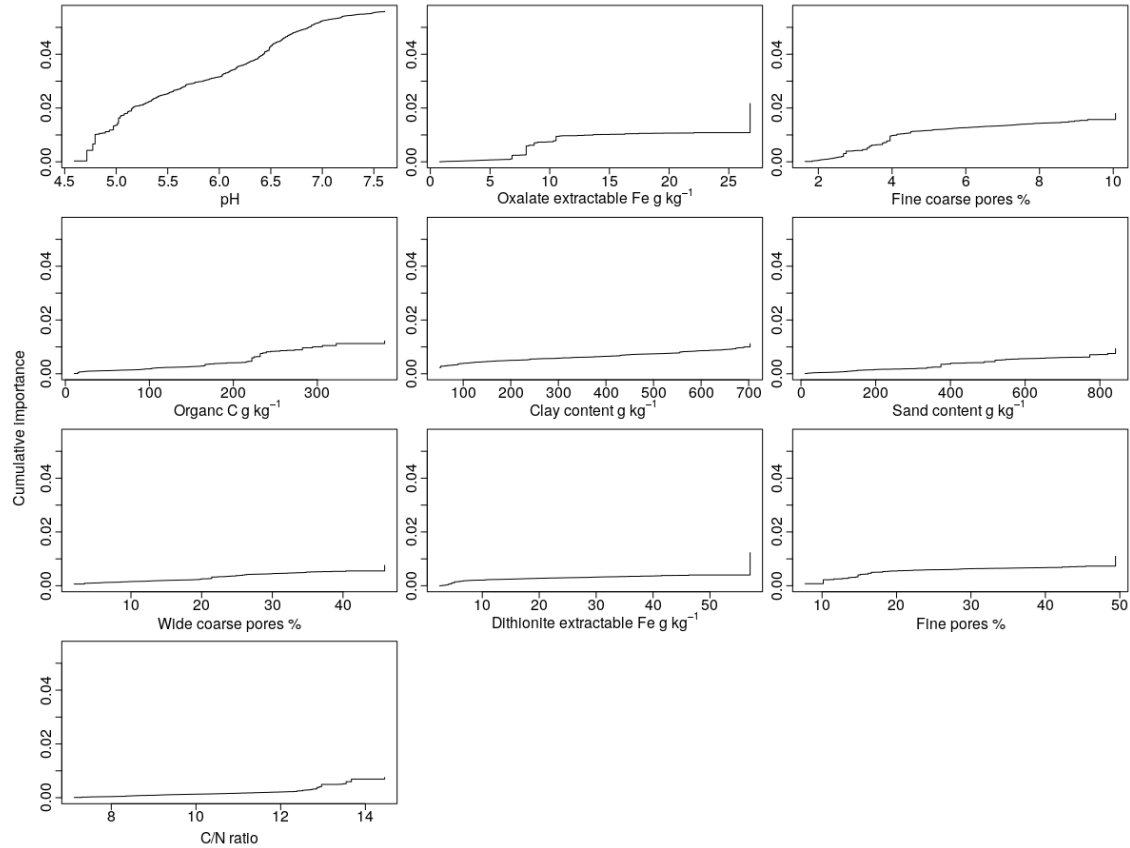 0.00 0.02 0.04
4.5 5.0 5.5 6.0 6.5 7.0 7.5
pH
0.00 0.02 0.04
0 5 10 15 20 25
Oxalate extractable Fe g kg⁻¹
0.00 0.02 0.04
2 4 6 8 10
Fine coarse pores %
Cumulative Importance
0.00 0.02 0.04
0 100 200 300
Organc C g kg⁻¹
0.00 0.02 0.04
100 200 300 400 500 600 700
Clay content g kg⁻¹
0.00 0.02 0.04
0 200 400 600 800
Sand content g kg⁻¹
0.00 0.02 0.04
10 20 30 40
Wide coarse pores %
0.00 0.02 0.04
10 20 30 40 50
Dithionite extractable Fe g kg⁻¹
0.00 0.02 0.04
10 20 30 40 50
Fine pores %
0.00 0.02 0.04
8 10 12 14
C/N ratio